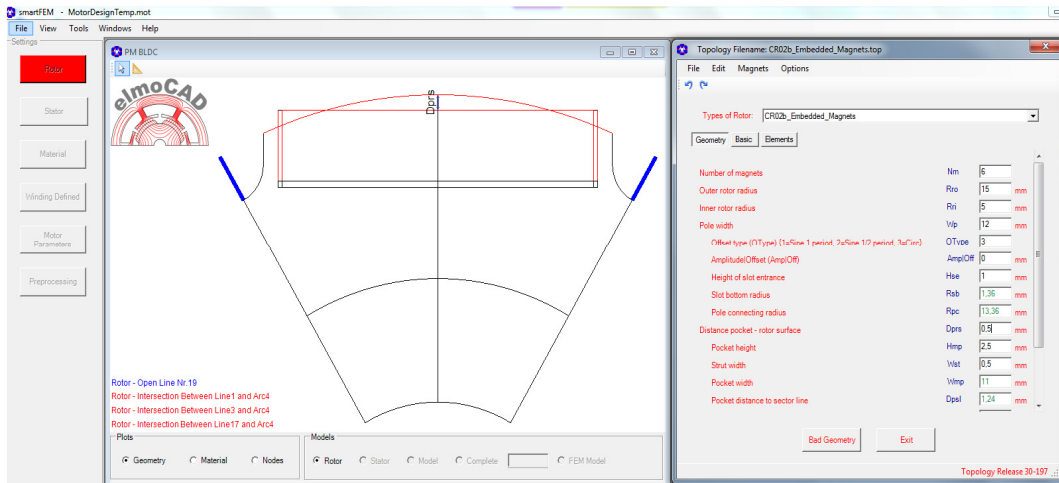 smartFEM - MotorDesignTemp.mot
File View Tools Windows Help
Settings
Rotor
Stator
Material
Winding Defined
Motor
Parameters
Preprocessing
PM BLDC
elmoCAD
Dprs
Rotor - Open Line Nr.19
Rotor - Intersection Between Line1 and Arc4
Rotor - Intersection Between Line3 and Arc4
Rotor - Intersection Between Line17 and Arc4
Plots
Geometry Material Nodes
Models
Rotor Stator Model Complete FEM Model
Topology Filename: CR02b_Embedded_Magnets.top
File Edit Magnets Options
Types of Rotor: CR02b_Embedded_Magnets
Geometry Basic Elements
Number of magnets Nm 6
Outer rotor radius Rro 15 mm
Inner rotor radius Rri 5 mm
Pole width Wp 12 mm
Offset type (OType) {1=Sine 1 period, 2=Sine 1/2 period, 3=Circ} OType 3
Amplitude|Offset (Amp|Off) Amp|Off 0 mm
Height of slot entrance Hse 1 mm
Slot bottom radius Rsb 1,36 mm
Pole connecting radius Rpc 13,36 mm
Distance pocket - rotor surface Dprs 0,5 mm
Pocket height Hmp 2,5 mm
Strut width Wst 0,5 mm
Pocket width Wmp 11 mm
Pocket distance to sector line Dpsl 1,24 mm
Bad Geometry Exit
Topology Release 30-197